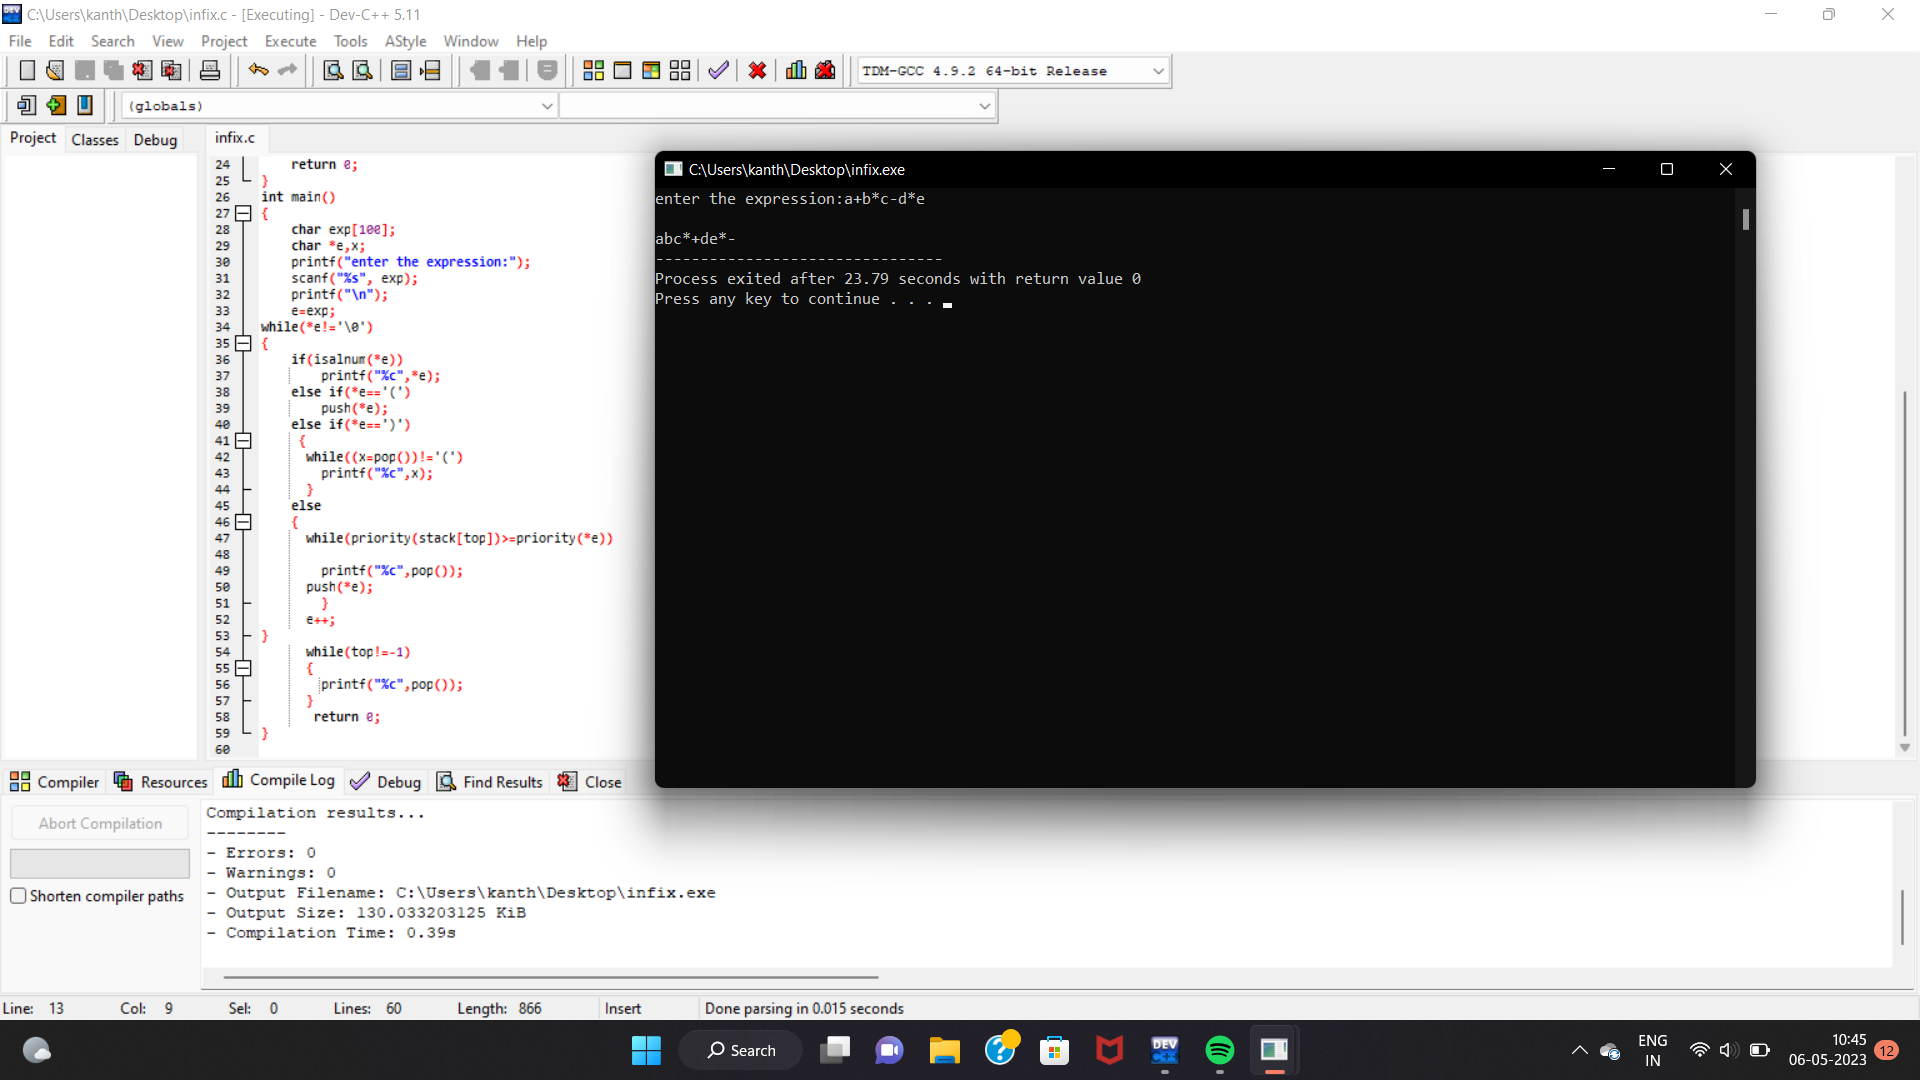 C:\Users\kanth\Desktop\infix.c - [Executing] - Dev-C++ 5.11
File Edit Search View Project Execute Tools AStyle Window Help
TDM-GCC 4.9.2 64-bit Release
(globals)
Project Classes Debug
infix.c
24 return 0;
25 }
26 int main()
27 {
28 char exp[100];
29 char *e,x;
30 printf("enter the expression:");
31 scanf("%s", exp);
32 printf("\n");
33 e=exp;
34 while(*e!='\0')
35 {
36 if(isalnum(*e))
37 printf("%c",*e);
38 else if(*e=='(')
39 push(*e);
40 else if(*e==')')
41 {
42 while((x=pop())!='(')
43 printf("%c",x);
44 }
45 else
46 {
47 while(priority(stack[top])>=priority(*e))
48
49 printf("%c",pop());
50 push(*e);
51 }
52 e++;
53 }
54 while(top!=-1)
55 {
56 printf("%c",pop());
57 }
58 return 0;
59 }
60
C:\Users\kanth\Desktop\infix.exe
enter the expression:a+b*c-d*e
abc*+de*-
--------------------------------
Process exited after 23.79 seconds with return value 0
Press any key to continue . . .
Compiler Resources Compile Log Debug Find Results Close
Abort Compilation
Shorten compiler paths
Compilation results...
--------
- Errors: 0
- Warnings: 0
- Output Filename: C:\Users\kanth\Desktop\infix.exe
- Output Size: 130.033203125 KiB
- Compilation Time: 0.39s
Line: 13 Col: 9 Sel: 0 Lines: 60 Length: 866 Insert Done parsing in 0.015 seconds
Search
DEV C++
ENG
IN
10:45
06-05-2023
12